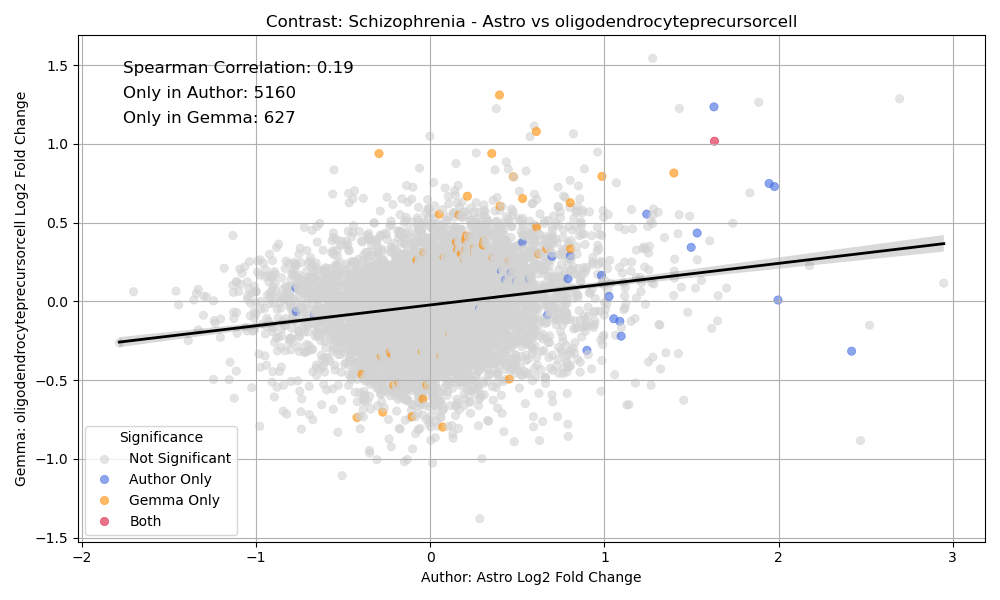 Contrast: Schizophrenia - Astro vs oligodendrocyteprecursorcell
Spearman Correlation: 0.19
Only in Author: 5160
Only in Gemma: 627
Gemma: oligodendrocyteprecursorcell Log2 Fold Change
1.5
1.0
0.5
0.0
−0.5
−1.0
−1.5
Significance
Not Significant
Author Only
Gemma Only
Both
−2
−1
0
1
2
3
Author: Astro Log2 Fold Change